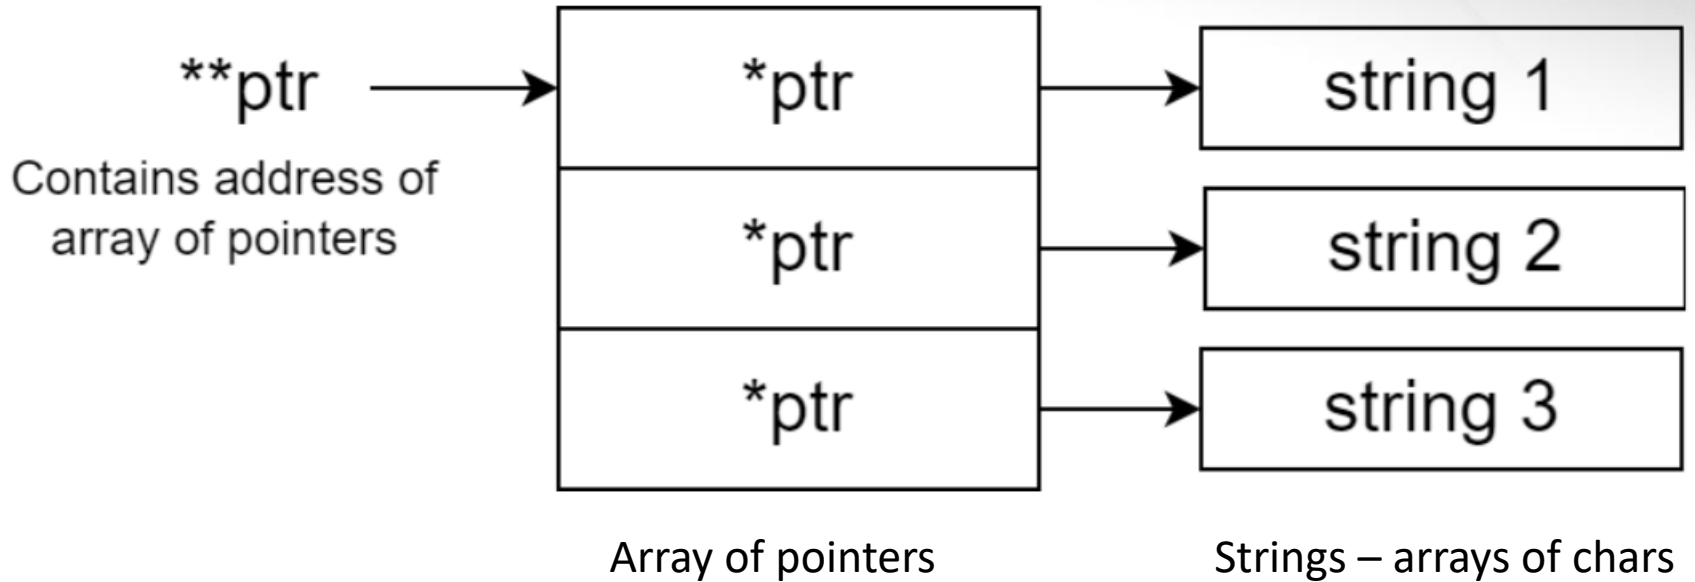 **ptr
Contains address of
array of pointers
*ptr
string 1
*ptr
string 2
*ptr
string 3
Array of pointers
Strings – arrays of chars